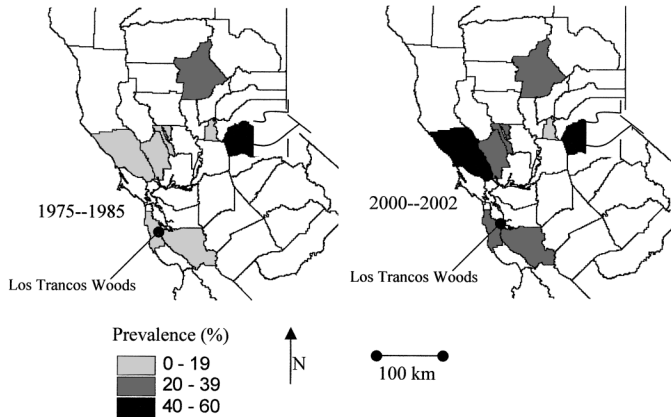 1975--1985
2000--2002
Los Trancos Woods
Los Trancos Woods
Prevalence (%)
0 - 19
20 - 39
40 - 60
N
100 km